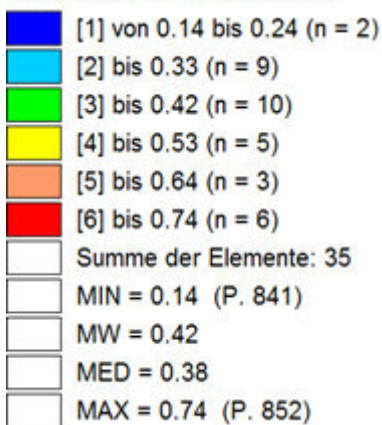 [1] von 0.14 bis 0.24 (n = 2)
[2] bis 0.33 (n = 9)
[3] bis 0.42 (n = 10)
[4] bis 0.53 (n = 5)
[5] bis 0.64 (n = 3)
[6] bis 0.74 (n = 6)
Summe der Elemente: 35
MIN = 0.14 (P. 841)
MW = 0.42
MED = 0.38
MAX = 0.74 (P. 852)